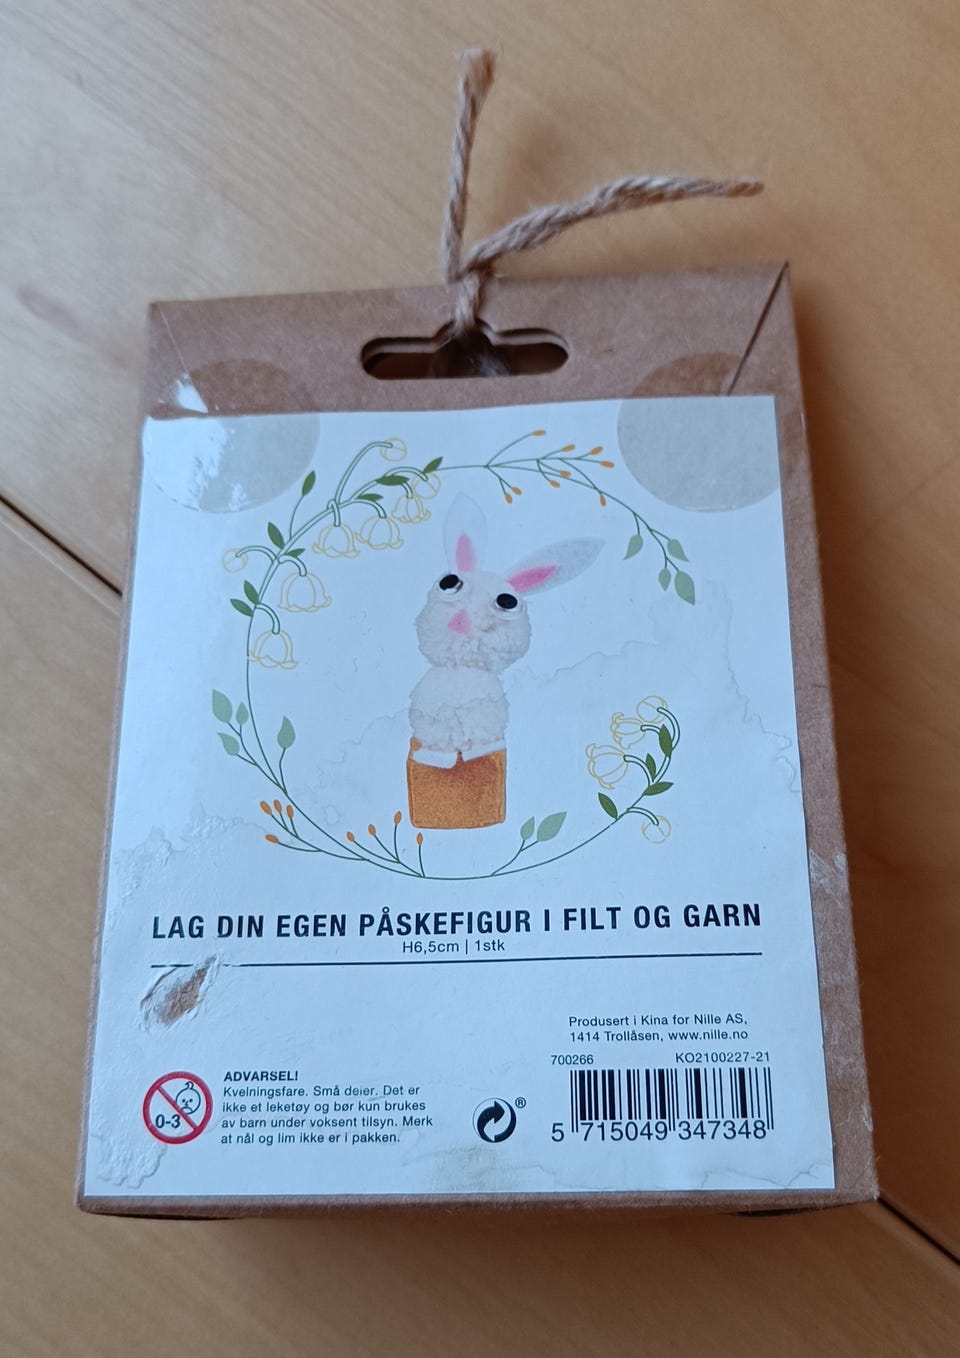 LAG DIN EGEN PÅSKEFIGUR I FILT OG GARN
H6,5cm | 1stk
Produsert i Kina for Nille AS,
1414 Trollåsen, www.nille.no
700266 KO2100227-21
ADVARSEL!
Kvelningsfare. Små deler. Det er
ikke et leketøy og bør kun brukes
av barn under voksent tilsyn. Merk
at nål og lim ikke er i pakken.
0-3
®
5 715049 347348